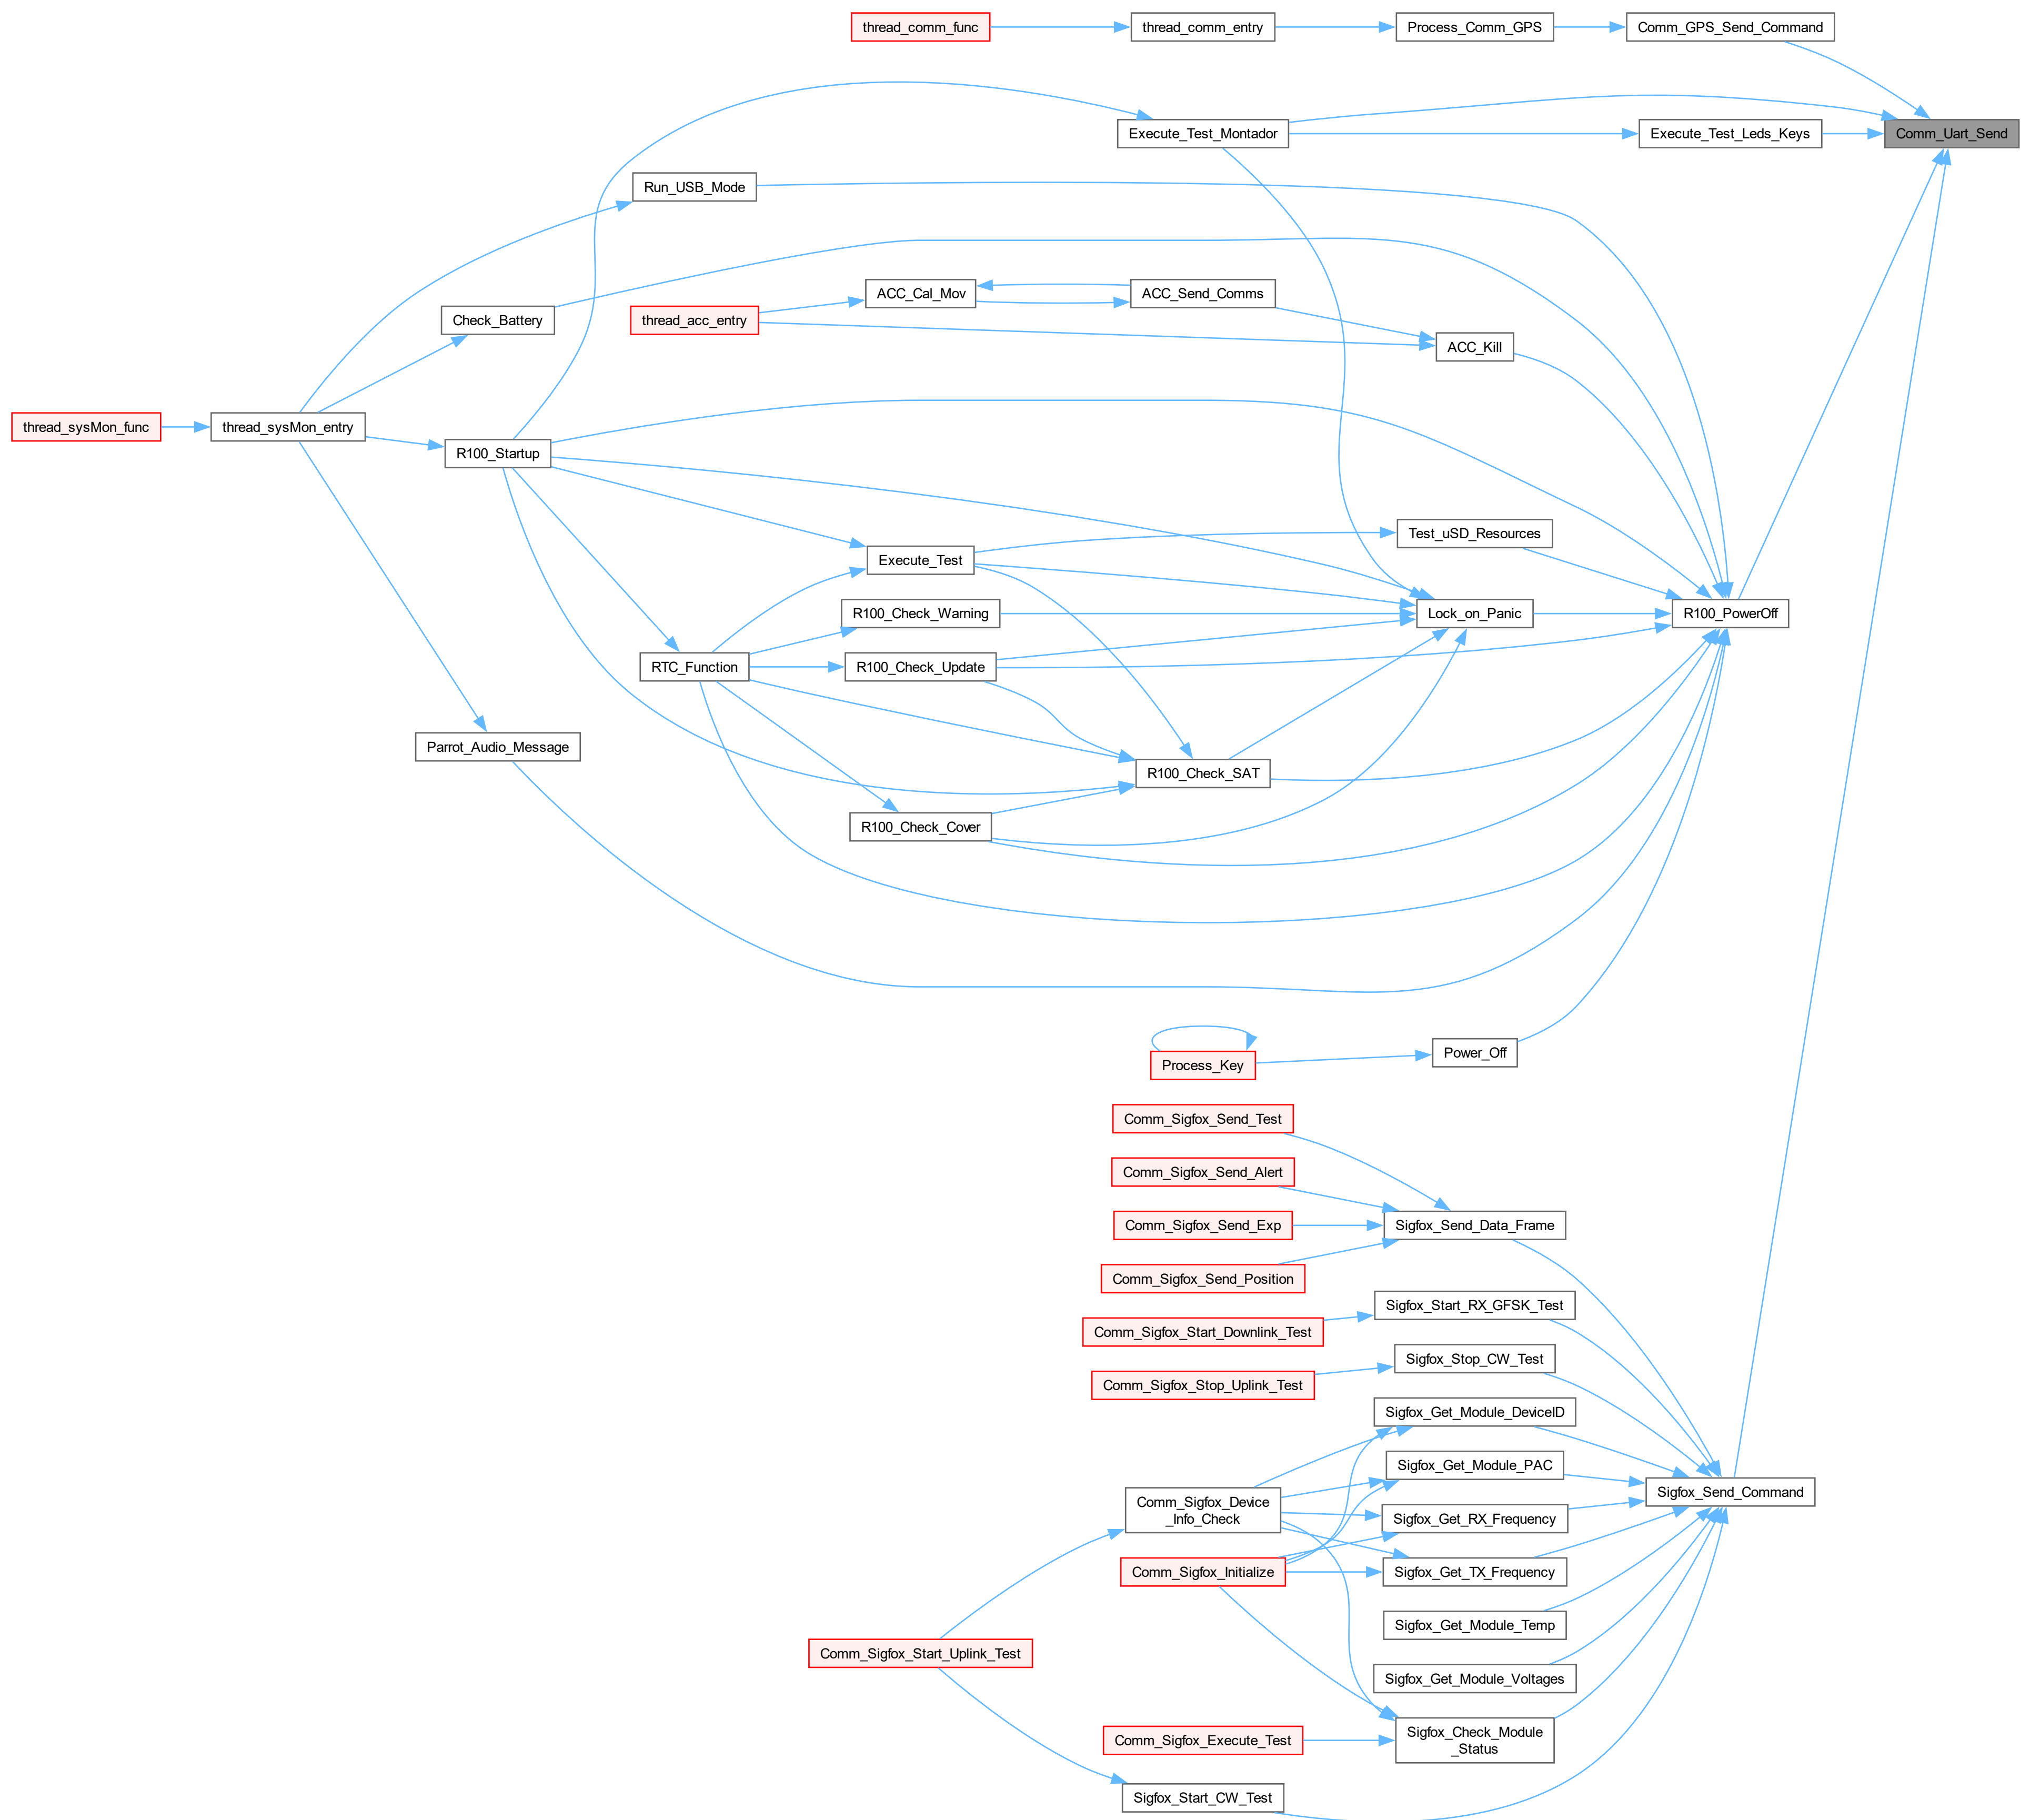 thread_comm_func
thread_comm_entry
Process_Comm_GPS
Comm_GPS_Send_Command
Execute_Test_Montador
Execute_Test_Leds_Keys
Comm_Uart_Send
Run_USB_Mode
ACC_Cal_Mov
ACC_Send_Comms
Check_Battery
thread_acc_entry
ACC_Kill
thread_sysMon_func
thread_sysMon_entry
R100_Startup
Test_uSD_Resources
Execute_Test
R100_Check_Warning
Lock_on_Panic
R100_PowerOff
RTC_Function
R100_Check_Update
Parrot_Audio_Message
R100_Check_SAT
R100_Check_Cover
Process_Key
Power_Off
Comm_Sigfox_Send_Test
Comm_Sigfox_Send_Alert
Comm_Sigfox_Send_Exp
Sigfox_Send_Data_Frame
Comm_Sigfox_Send_Position
Sigfox_Start_RX_GFSK_Test
Comm_Sigfox_Start_Downlink_Test
Sigfox_Stop_CW_Test
Comm_Sigfox_Stop_Uplink_Test
Sigfox_Get_Module_DeviceID
Sigfox_Get_Module_PAC
Sigfox_Send_Command
Comm_Sigfox_Device
_Info_Check
Sigfox_Get_RX_Frequency
Comm_Sigfox_Initialize
Sigfox_Get_TX_Frequency
Sigfox_Get_Module_Temp
Comm_Sigfox_Start_Uplink_Test
Sigfox_Get_Module_Voltages
Comm_Sigfox_Execute_Test
Sigfox_Check_Module
_Status
Sigfox_Start_CW_Test